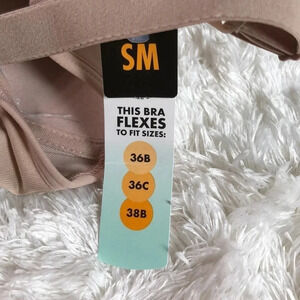 SM
THIS BRA
FLEXES
TO FIT SIZES:
36B
36C
38B